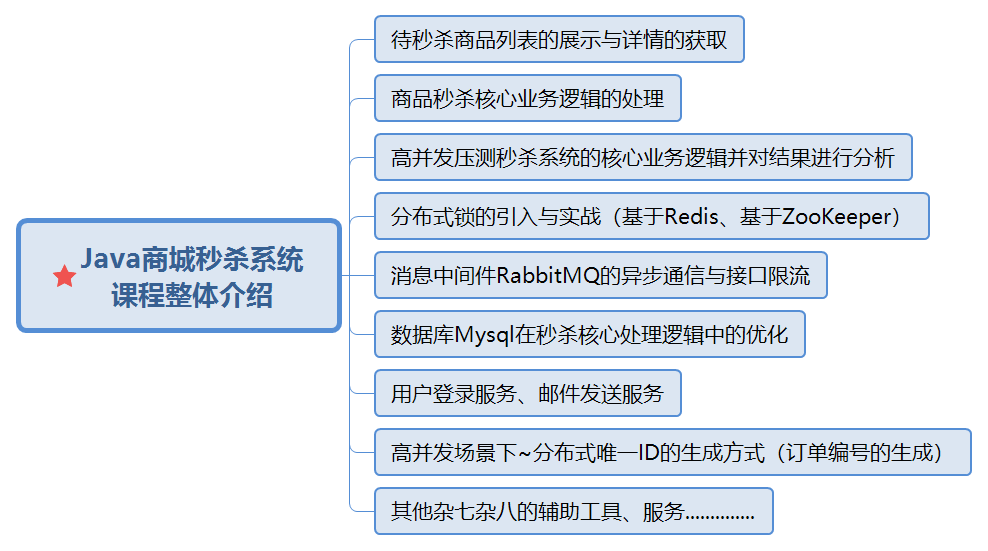 Java商城秒杀系统
课程整体介绍
待秒杀商品列表的展示与详情的获取
商品秒杀核心业务逻辑的处理
高并发压测秒杀系统的核心业务逻辑并对结果进行分析
分布式锁的引入与实战（基于Redis、基于ZooKeeper）
消息中间件RabbitMQ的异步通信与接口限流
数据库Mysql在秒杀核心处理逻辑中的优化
用户登录服务、邮件发送服务
高并发场景下~分布式唯一ID的生成方式（订单编号的生成）
其他杂七杂八的辅助工具、服务..............